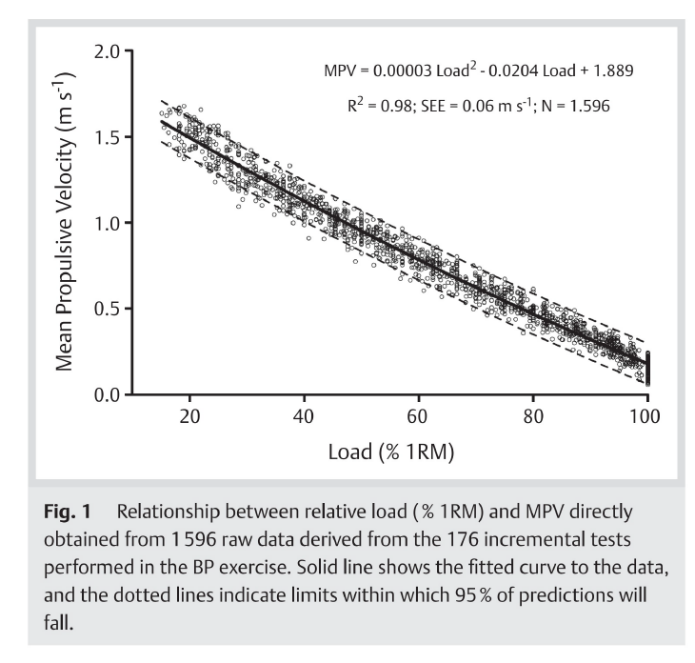 MPV = 0.00003 Load² - 0.0204 Load + 1.889
R² = 0.98; SEE = 0.06 m s⁻¹; N = 1.596
Mean Propulsive Velocity (m s⁻¹)
2.0
1.5
1.0
0.5
0.0
20 40 60 80 100
Load (% 1RM)
Fig. 1 Relationship between relative load (% 1RM) and MPV directly
obtained from 1596 raw data derived from the 176 incremental tests
performed in the BP exercise. Solid line shows the fitted curve to the data,
and the dotted lines indicate limits within which 95% of predictions will
fall.